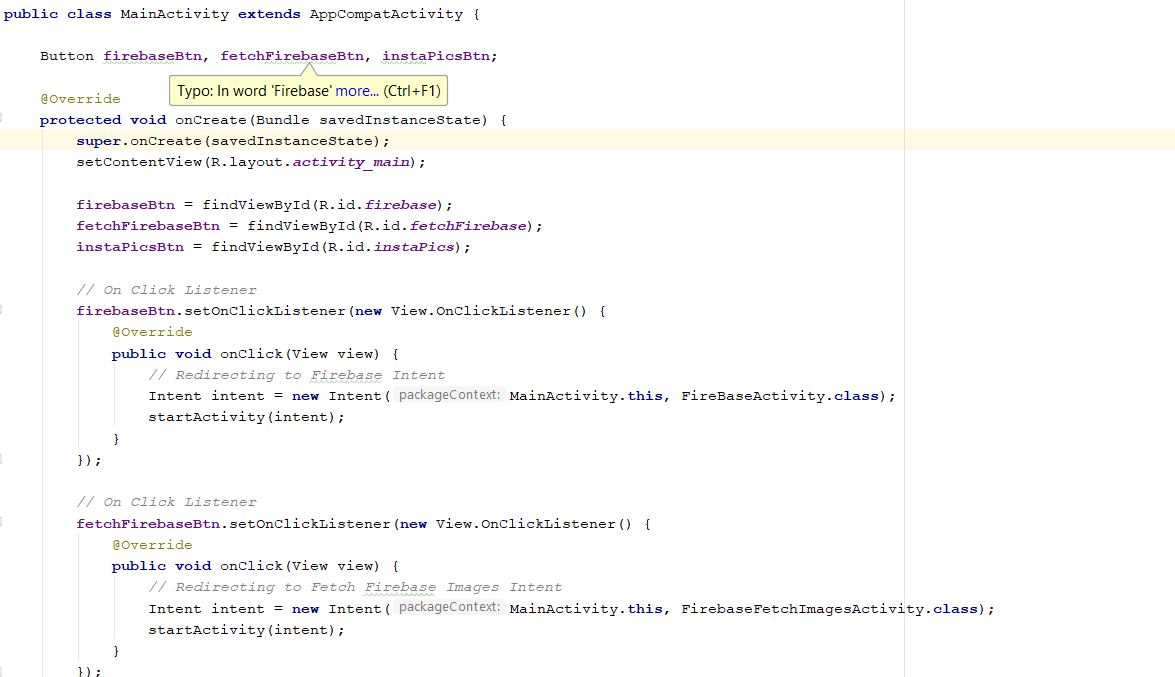 public class MainActivity extends AppCompatActivity {
Button firebaseBtn, fetchFirebaseBtn, instaPicsBtn;
Typo: In word 'Firebase' more... (Ctrl+F1)
@Override
protected void onCreate(Bundle savedInstanceState) {
super.onCreate(savedInstanceState);
setContentView(R.layout.activity_main);
firebaseBtn = findViewById(R.id.firebase);
fetchFirebaseBtn = findViewById(R.id.fetchFirebase);
instaPicsBtn = findViewById(R.id.instaPics);
// On Click Listener
firebaseBtn.setOnClickListener(new View.OnClickListener() {
@Override
public void onClick(View view) {
// Redirecting to Firebase Intent
Intent intent = new Intent( packageContext: MainActivity.this, FireBaseActivity.class);
startActivity(intent);
}
});
// On Click Listener
fetchFirebaseBtn.setOnClickListener(new View.OnClickListener() {
@Override
public void onClick(View view) {
// Redirecting to Fetch Firebase Images Intent
Intent intent = new Intent( packageContext: MainActivity.this, FirebaseFetchImagesActivity.class);
startActivity(intent);
}
});